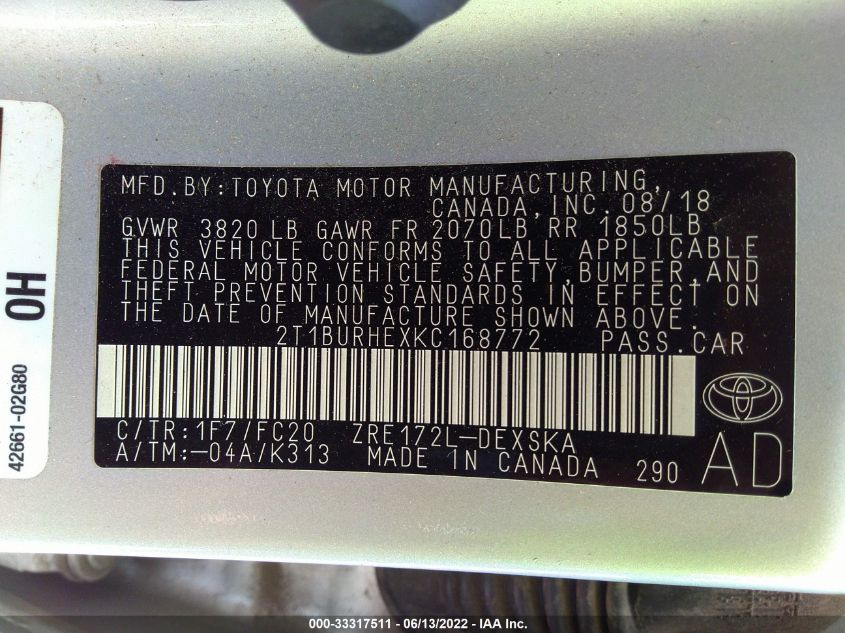 MFD.BY:TOYOTA MOTOR MANUFACTURING,
CANADA,INC.08/18
GVWR 3820 LB GAWR FR 2070LB RR 1850LB
THIS VEHICLE CONFORMS TO ALL APPLICABLE
FEDERAL MOTOR VEHICLE SAFETY,BUMPER,AND
THEFT PREVENTION STANDARDS IN EFFECT ON
THE DATE OF MANUFACTURE SHOWN ABOVE.
2T1BURHEXKC168772 PASS.CAR
C/TR:1F7/FC20 ZRE172L-DEXSKA
A/TM:-04A/K313 MADE IN CANADA 290 AD
42661-02G80 0H
000-33317511 - 06/13/2022 - IAA Inc.